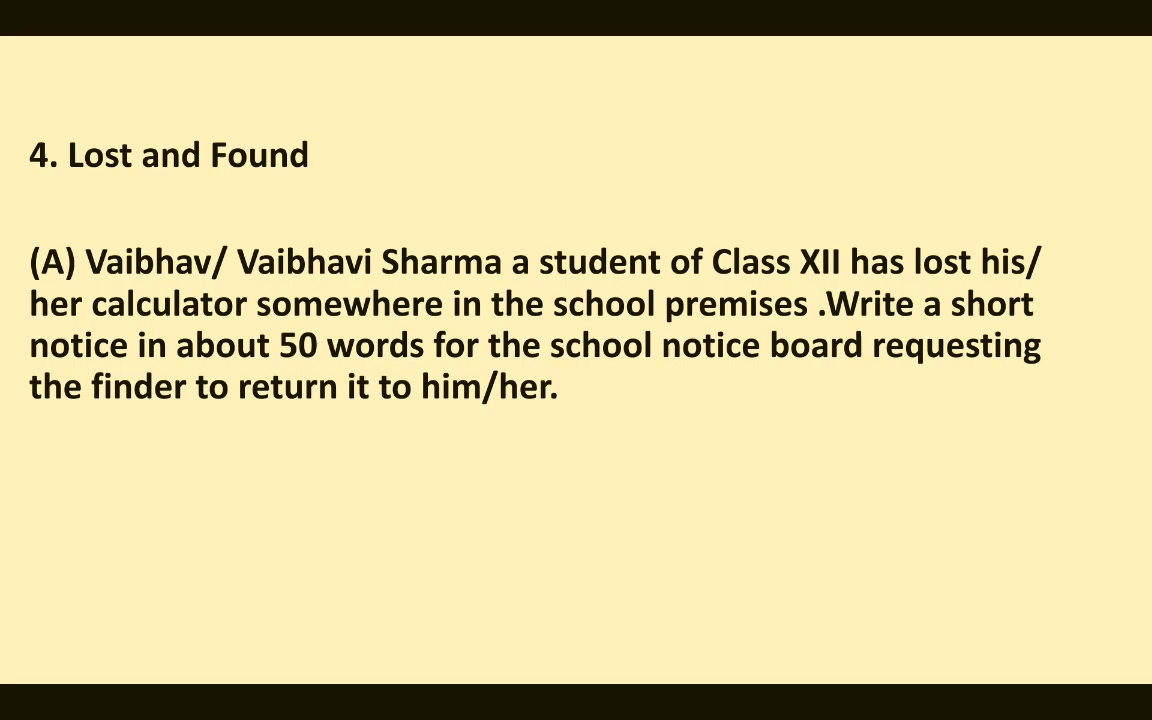 4. Lost and Found
(A) Vaibhav/ Vaibhavi Sharma a student of Class XII has lost his/
her calculator somewhere in the school premises .Write a short
notice in about 50 words for the school notice board requesting
the finder to return it to him/her.